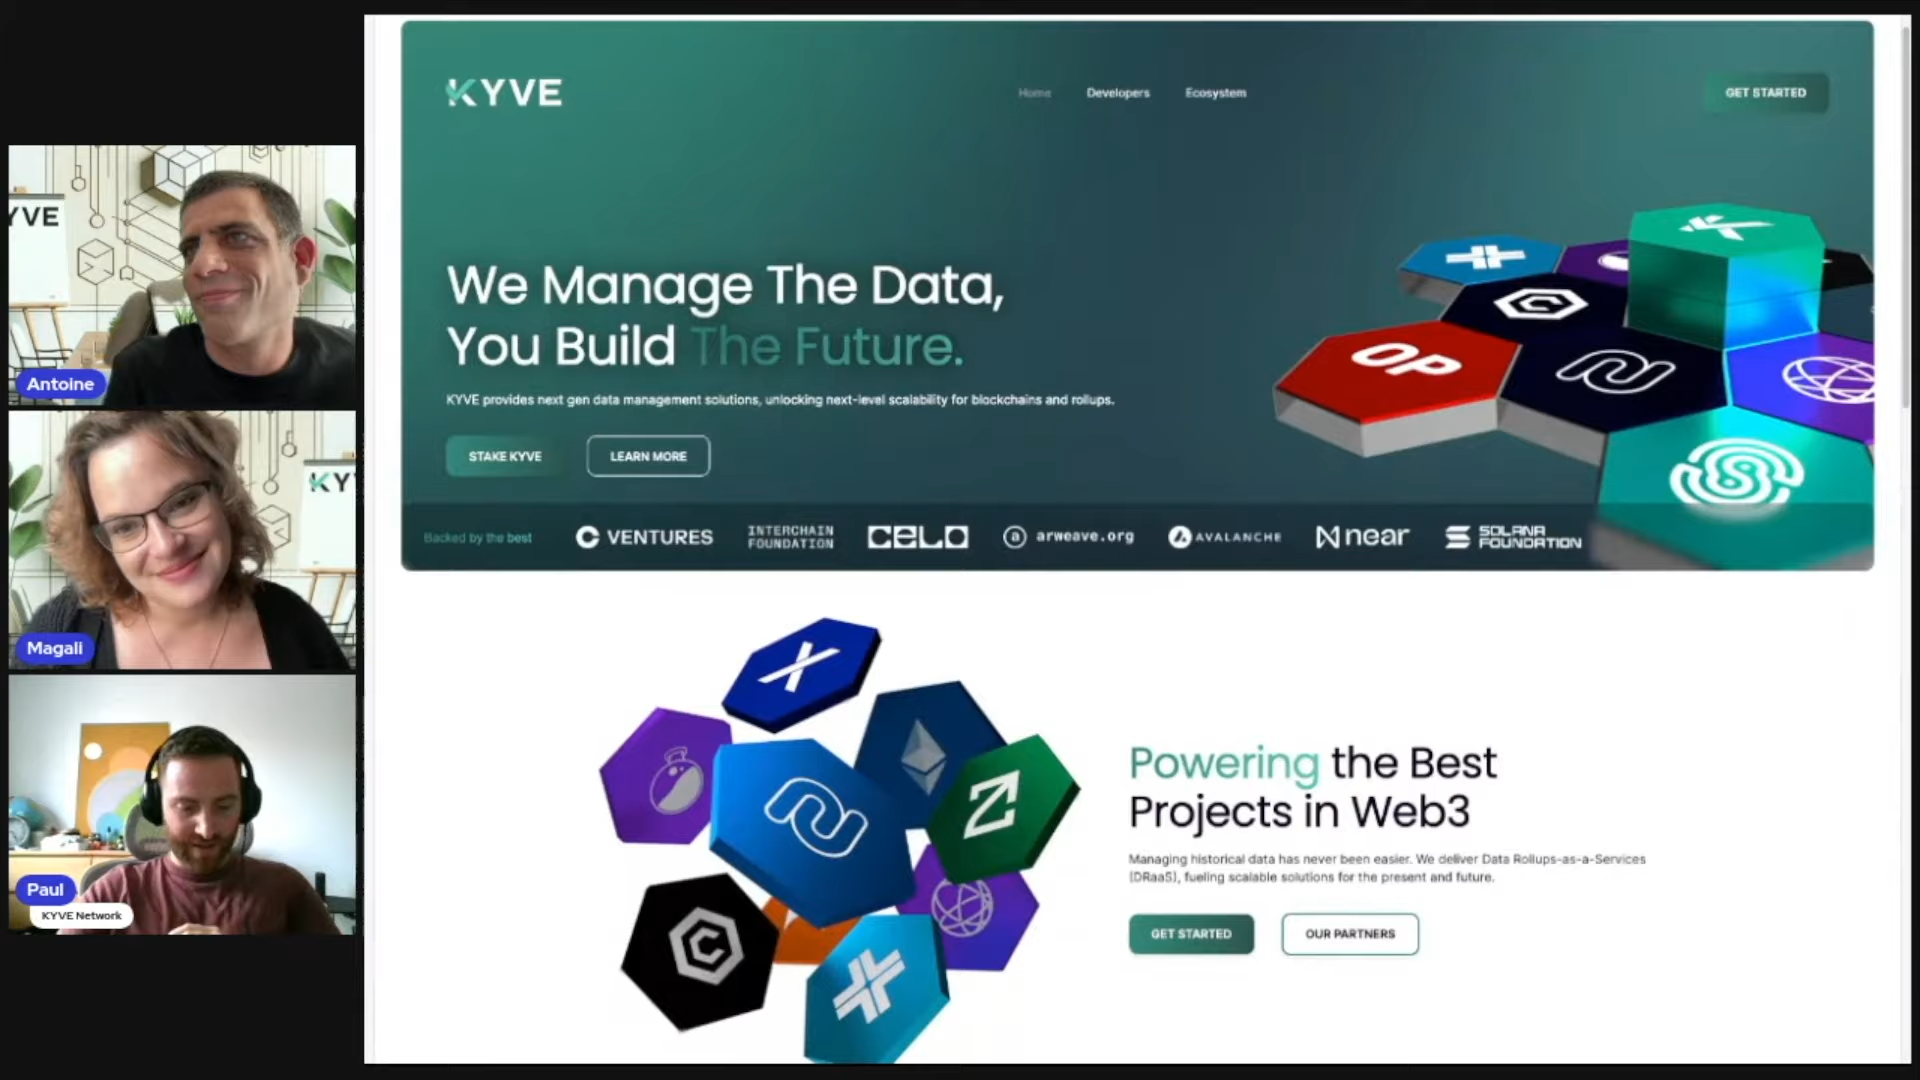 YVE
Antoine
KY
Magali
Paul
KYVE Network
KYVE
Home
Developers
Ecosystem
GET STARTED
We Manage The Data,
You Build The Future.
KYVE provides next gen data management solutions, unlocking next-level scalability for blockchains and rollups.
STAKE KYVE
LEARN MORE
OP
Backed by the best
C VENTURES
INTERCHAIN
FOUNDATION
CELO
a arweave.org
AVALANCHE
near
SOLANA
FOUNDATION
Powering the Best
Projects in Web3
Managing historical data has never been easier. We deliver Data Rollups-as-a-Services
(DRaaS), fueling scalable solutions for the present and future.
GET STARTED
OUR PARTNERS